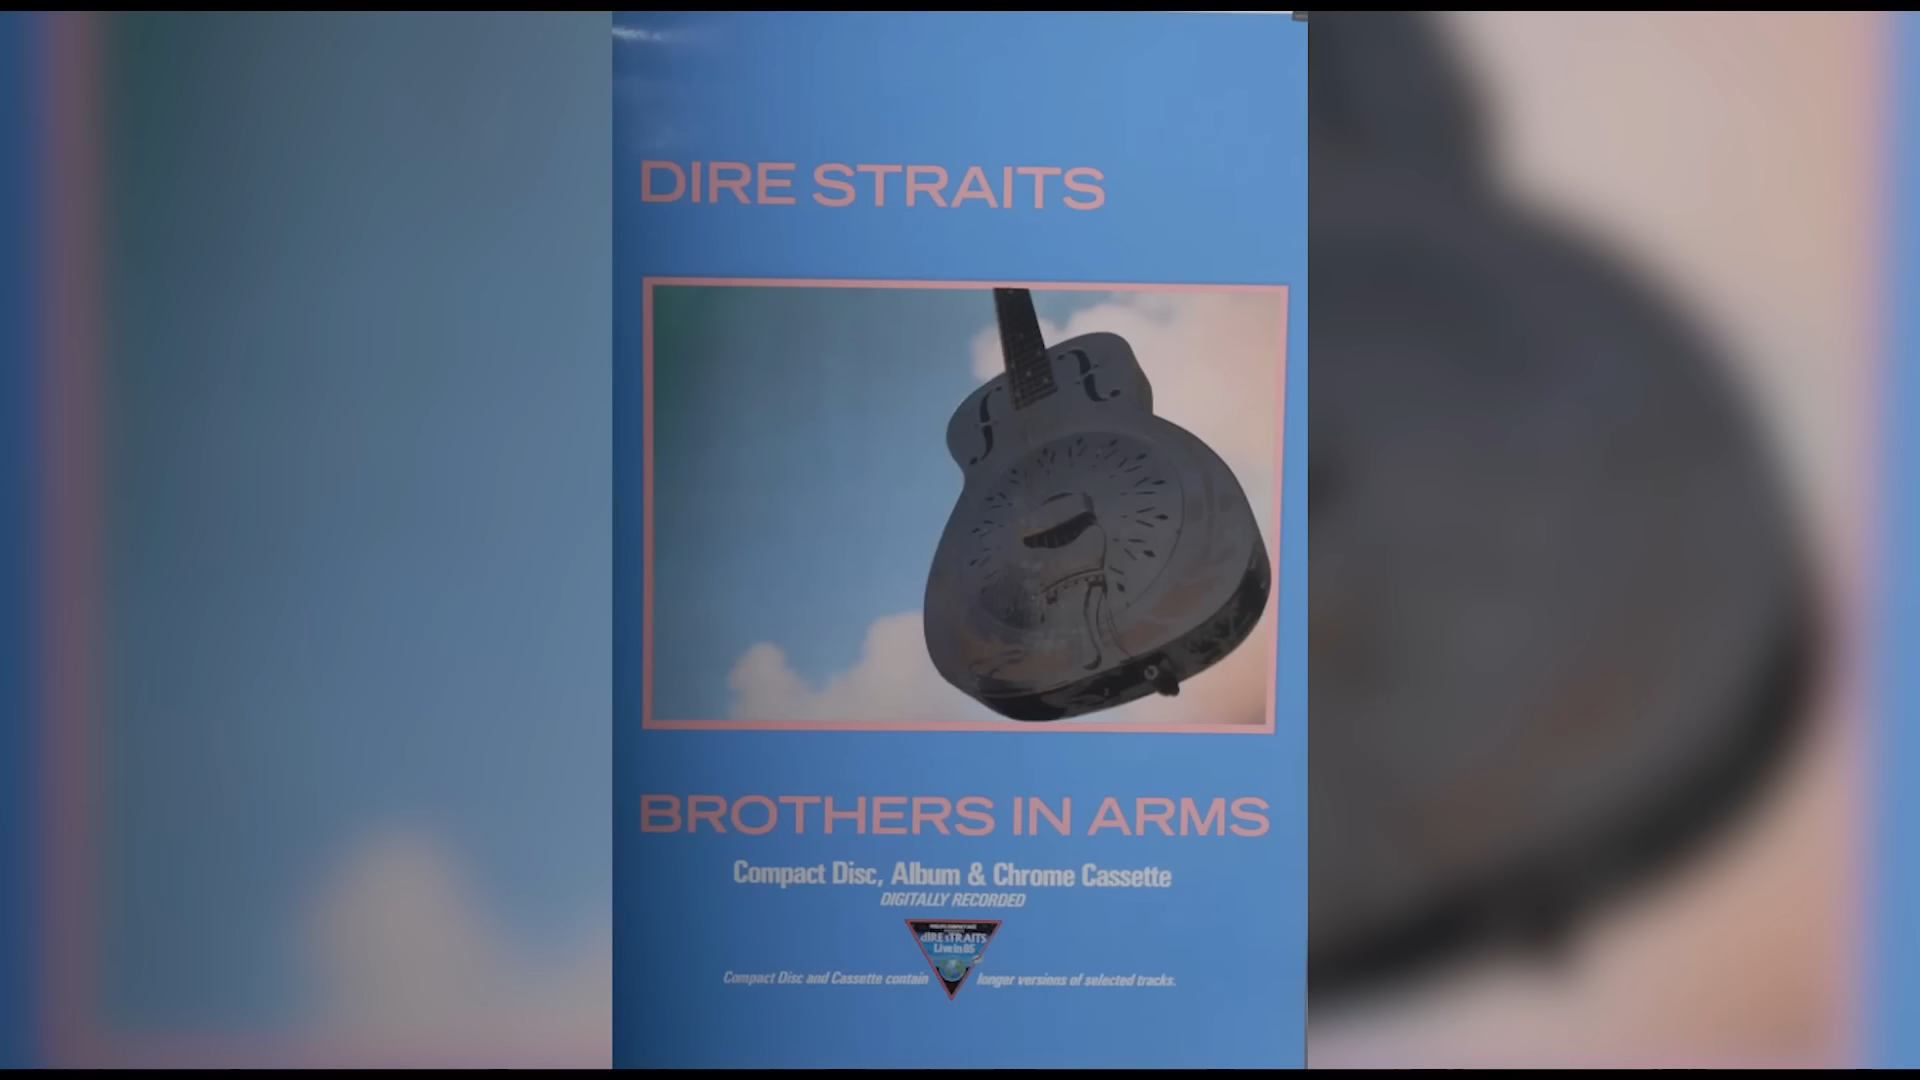 DIRE STRAITS
BROTHERS IN ARMS
Compact Disc, Album & Chrome Cassette
DIGITALLY RECORDED
dIRE sTRAITS
Live in 85
Compact Disc and Cassette contain longer versions of selected tracks.